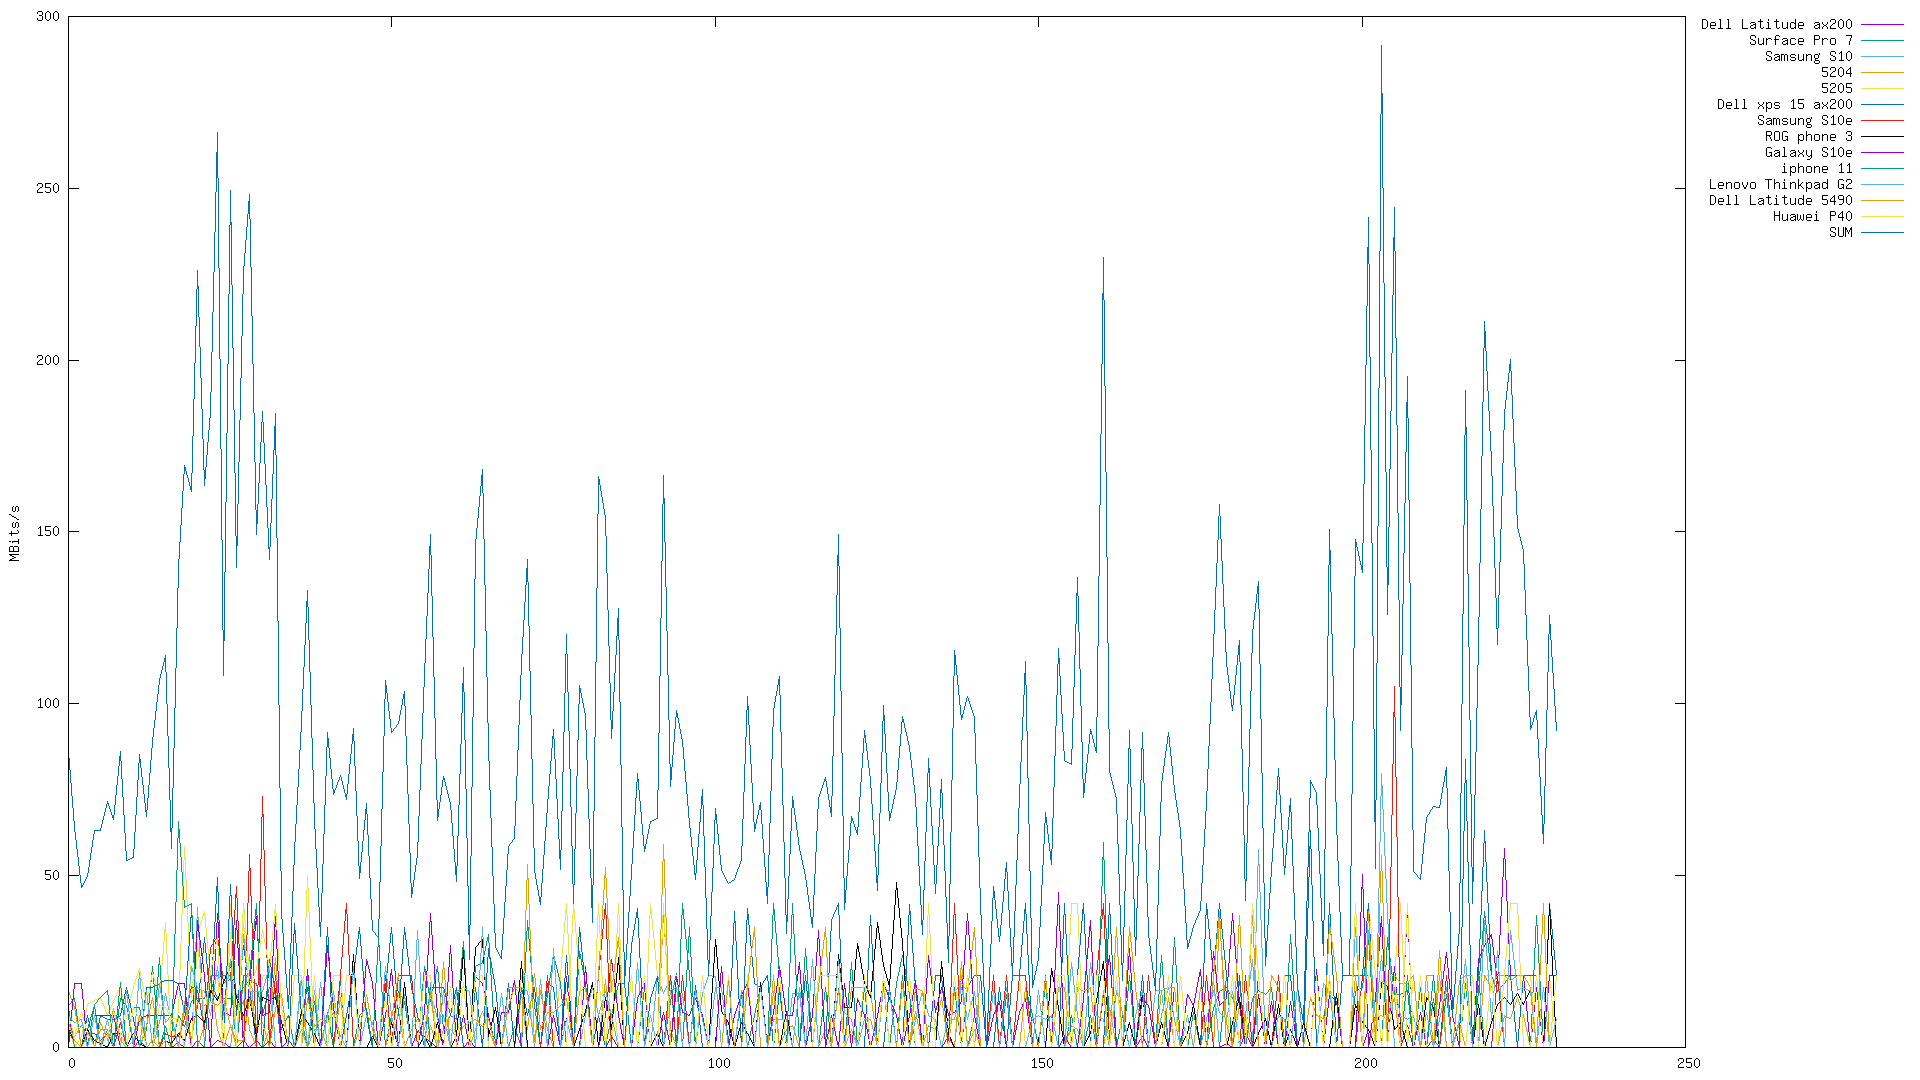 300
250
200
150
100
50
0
MBits/s
0 50 100 150 200 250
Dell Latitude ax200
Surface Pro 7
Samsung S10
5204
5205
Dell xps 15 ax200
Samsung S10e
ROG phone 3
Galaxy S10e
iphone 11
Lenovo Thinkpad G2
Dell Latitude 5490
Huawei P40
SUM